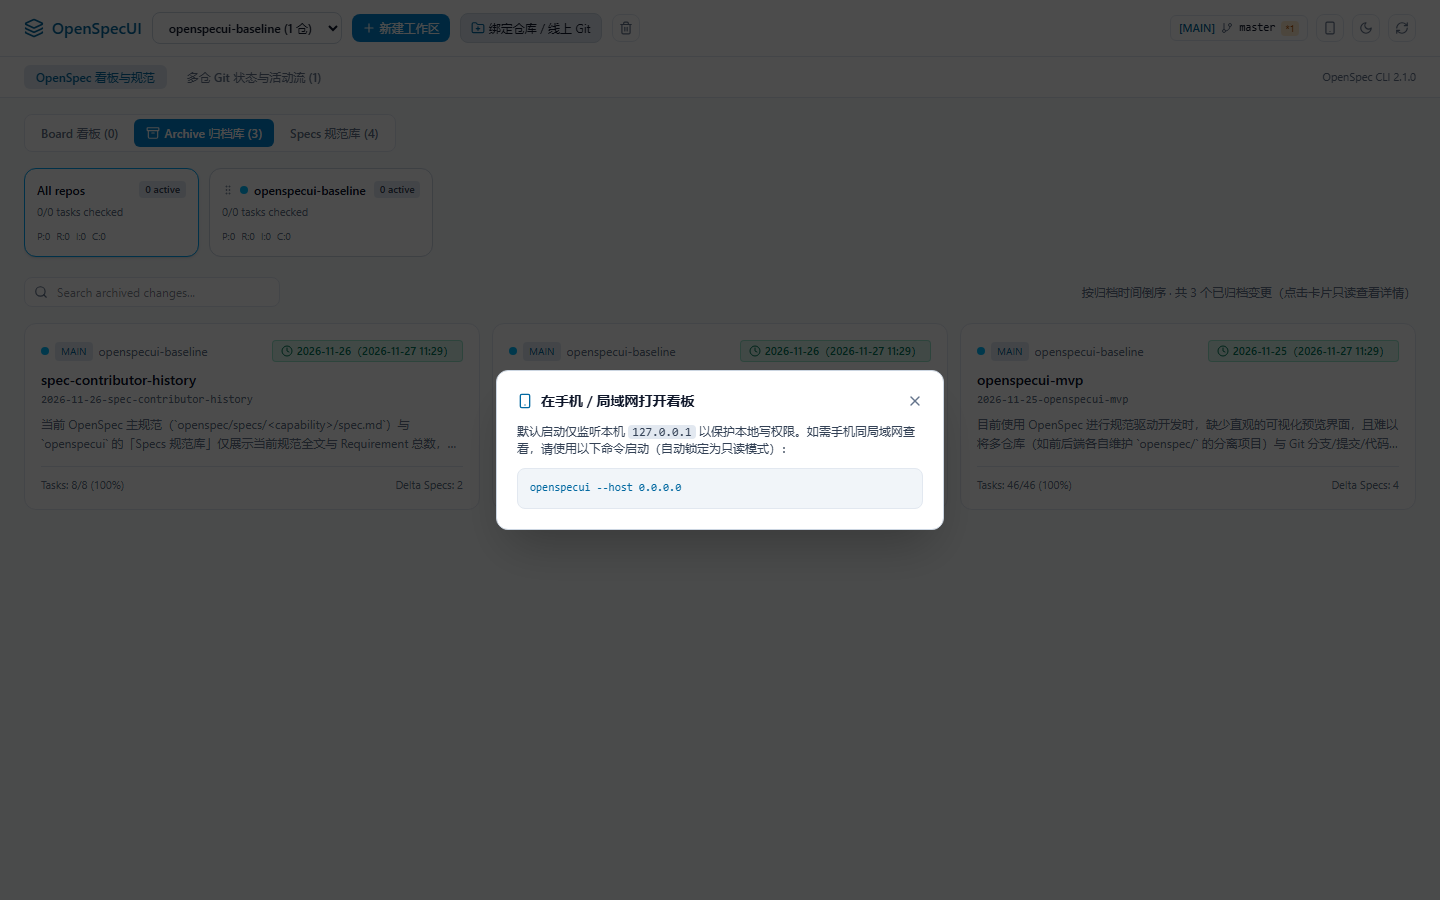 OpenSpecUI
openspecui-baseline (1 仓)
新建工作区
绑定仓库 / 线上 Git
[MAIN] master *1
OpenSpec 看板与规范
多仓 Git 状态与活动流 (1)
OpenSpec CLI 2.1.0
Board 看板 (0)
Archive 归档库 (3)
Specs 规范库 (4)
All repos
0 active
0/0 tasks checked
P:0 R:0 I:0 C:0
openspecui-baseline
0 active
0/0 tasks checked
P:0 R:0 I:0 C:0
Search archived changes...
按归档时间倒序 · 共 3 个已归档变更（点击卡片只读查看详情）
MAIN openspecui-baseline
2026-11-26（2026-11-27 11:29）
spec-contributor-history
2026-11-26-spec-contributor-history
当前 OpenSpec 主规范（`openspec/specs/<capability>/spec.md`）与
`openspecui` 的「Specs 规范库」仅展示当前规范全文与 Requirement 总数，...
Tasks: 8/8 (100%)
Delta Specs: 2
MAIN openspecui-baseline
2026-11-26（2026-11-27 11:29）
MAIN openspecui-baseline
2026-11-25（2026-11-27 11:29）
openspecui-mvp
2026-11-25-openspecui-mvp
目前使用 OpenSpec 进行规范驱动开发时，缺少直观的可视化预览界面，且难以
将多仓库（如前后端各自维护 `openspec/` 的分离项目）与 Git 分支/提交/代码...
Tasks: 46/46 (100%)
Delta Specs: 4
在手机 / 局域网打开看板
默认启动仅监听本机 127.0.0.1 以保护本地写权限。如需手机同局域网查
看，请使用以下命令启动（自动锁定为只读模式）：
openspecui --host 0.0.0.0